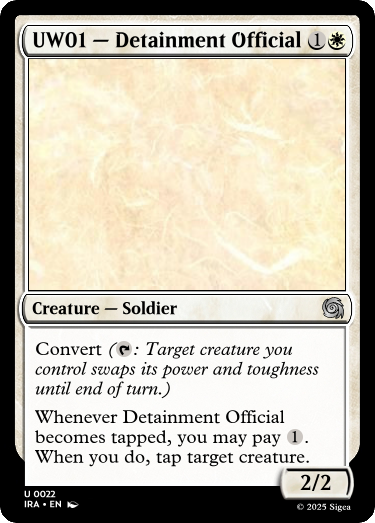 UW01 — Detainment Official 1
Creature — Soldier
Convert (: Target creature you
control swaps its power and toughness
until end of turn.)
Whenever Detainment Official
becomes tapped, you may pay 1.
When you do, tap target creature.
2/2
U 0022
IRA • EN
© 2025 Sigea